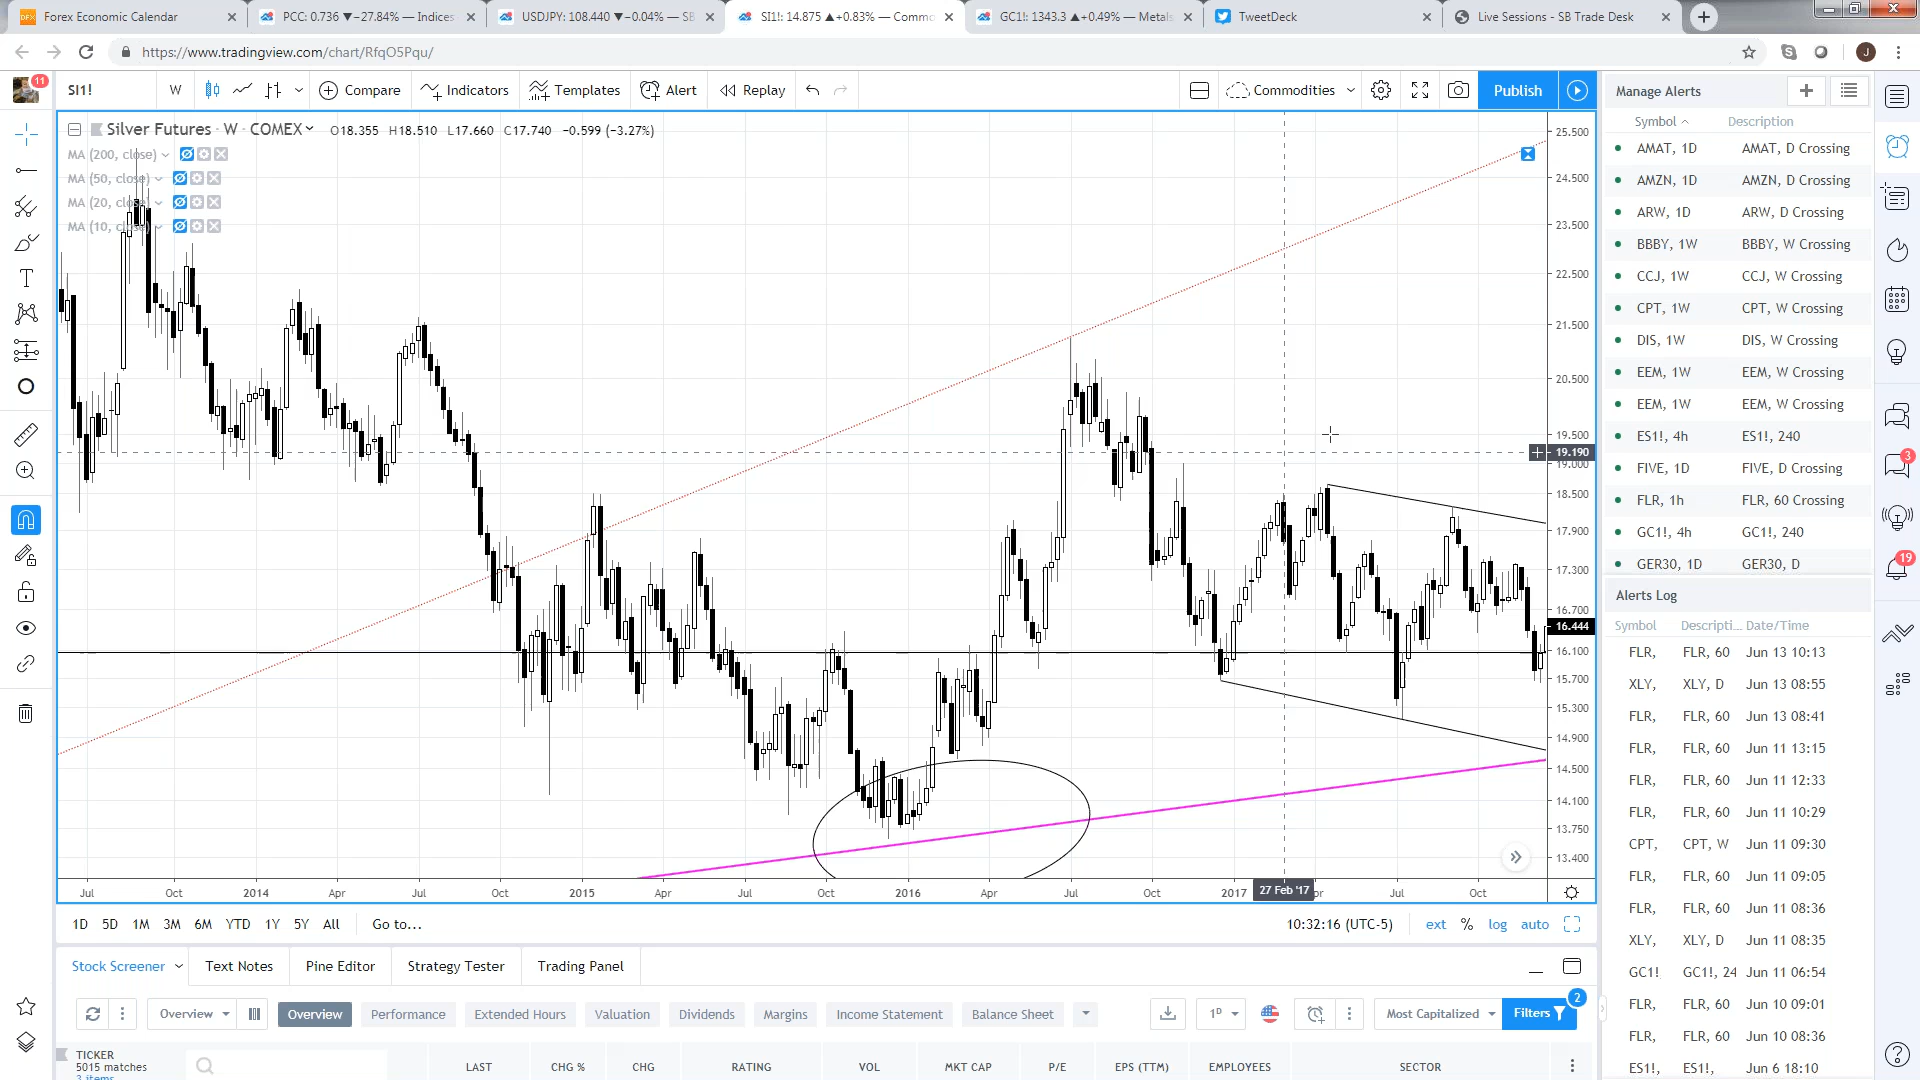 Forex Economic Calendar
PCC: 0.736 ▼−27.84% — Indices
USDJPY: 108.440 ▼−0.04% — SB
SI1!: 14.875 ▲+0.83% — Commo
GC1!: 1343.3 ▲+0.49% — Metals
TweetDeck
Live Sessions - SB Trade Desk
https://www.tradingview.com/chart/RfqO5Pqu/
J
11
SI1!
W
Compare
Indicators
Templates
Alert
Replay
Commodities
Publish
Manage Alerts
Silver Futures · W · COMEX
O18.355 H18.510 L17.660 C17.740 −0.599 (−3.27%)
MA (200, close)
MA (50, close)
MA (20, close)
MA (10, close)
25.500
24.500
23.500
22.500
21.500
20.500
19.500
19.190
19.000
18.500
17.900
17.300
16.700
16.444
16.100
15.700
15.300
14.900
14.500
14.100
13.750
13.400
Jul Oct 2014 Apr Jul Oct 2015 Apr Jul Oct 2016 Apr Jul Oct 2017 27 Feb '17 pr Jul Oct
1D 5D 1M 3M 6M YTD 1Y 5Y All Go to...
10:32:16 (UTC-5) ext % log auto
Stock Screener Text Notes Pine Editor Strategy Tester Trading Panel
Overview Overview Performance Extended Hours Valuation Dividends Margins Income Statement Balance Sheet
1D
Most Capitalized
Filters
2
TICKER LAST CHG % CHG RATING VOL MKT CAP P/E EPS (TTM) EMPLOYEES SECTOR
5015 matches
3 items
Symbol Description
AMAT, 1D AMAT, D Crossing
AMZN, 1D AMZN, D Crossing
ARW, 1D ARW, D Crossing
BBBY, 1W BBBY, W Crossing
CCJ, 1W CCJ, W Crossing
CPT, 1W CPT, W Crossing
DIS, 1W DIS, W Crossing
EEM, 1W EEM, W Crossing
EEM, 1W EEM, W Crossing
ES1!, 4h ES1!, 240
FIVE, 1D FIVE, D Crossing
FLR, 1h FLR, 60 Crossing
GC1!, 4h GC1!, 240
GER30, 1D GER30, D
Alerts Log
Symbol Descripti... Date/Time
FLR, FLR, 60 Jun 13 10:13
XLY, XLY, D Jun 13 08:55
FLR, FLR, 60 Jun 13 08:41
FLR, FLR, 60 Jun 11 13:15
FLR, FLR, 60 Jun 11 12:33
FLR, FLR, 60 Jun 11 10:29
CPT, CPT, W Jun 11 09:30
FLR, FLR, 60 Jun 11 09:05
FLR, FLR, 60 Jun 11 08:36
XLY, XLY, D Jun 11 08:35
GC1! GC1!, 24 Jun 11 06:54
FLR, FLR, 60 Jun 10 09:01
FLR, FLR, 60 Jun 10 08:36
ES1!, ES1!, Jun 6 18:10
3
19